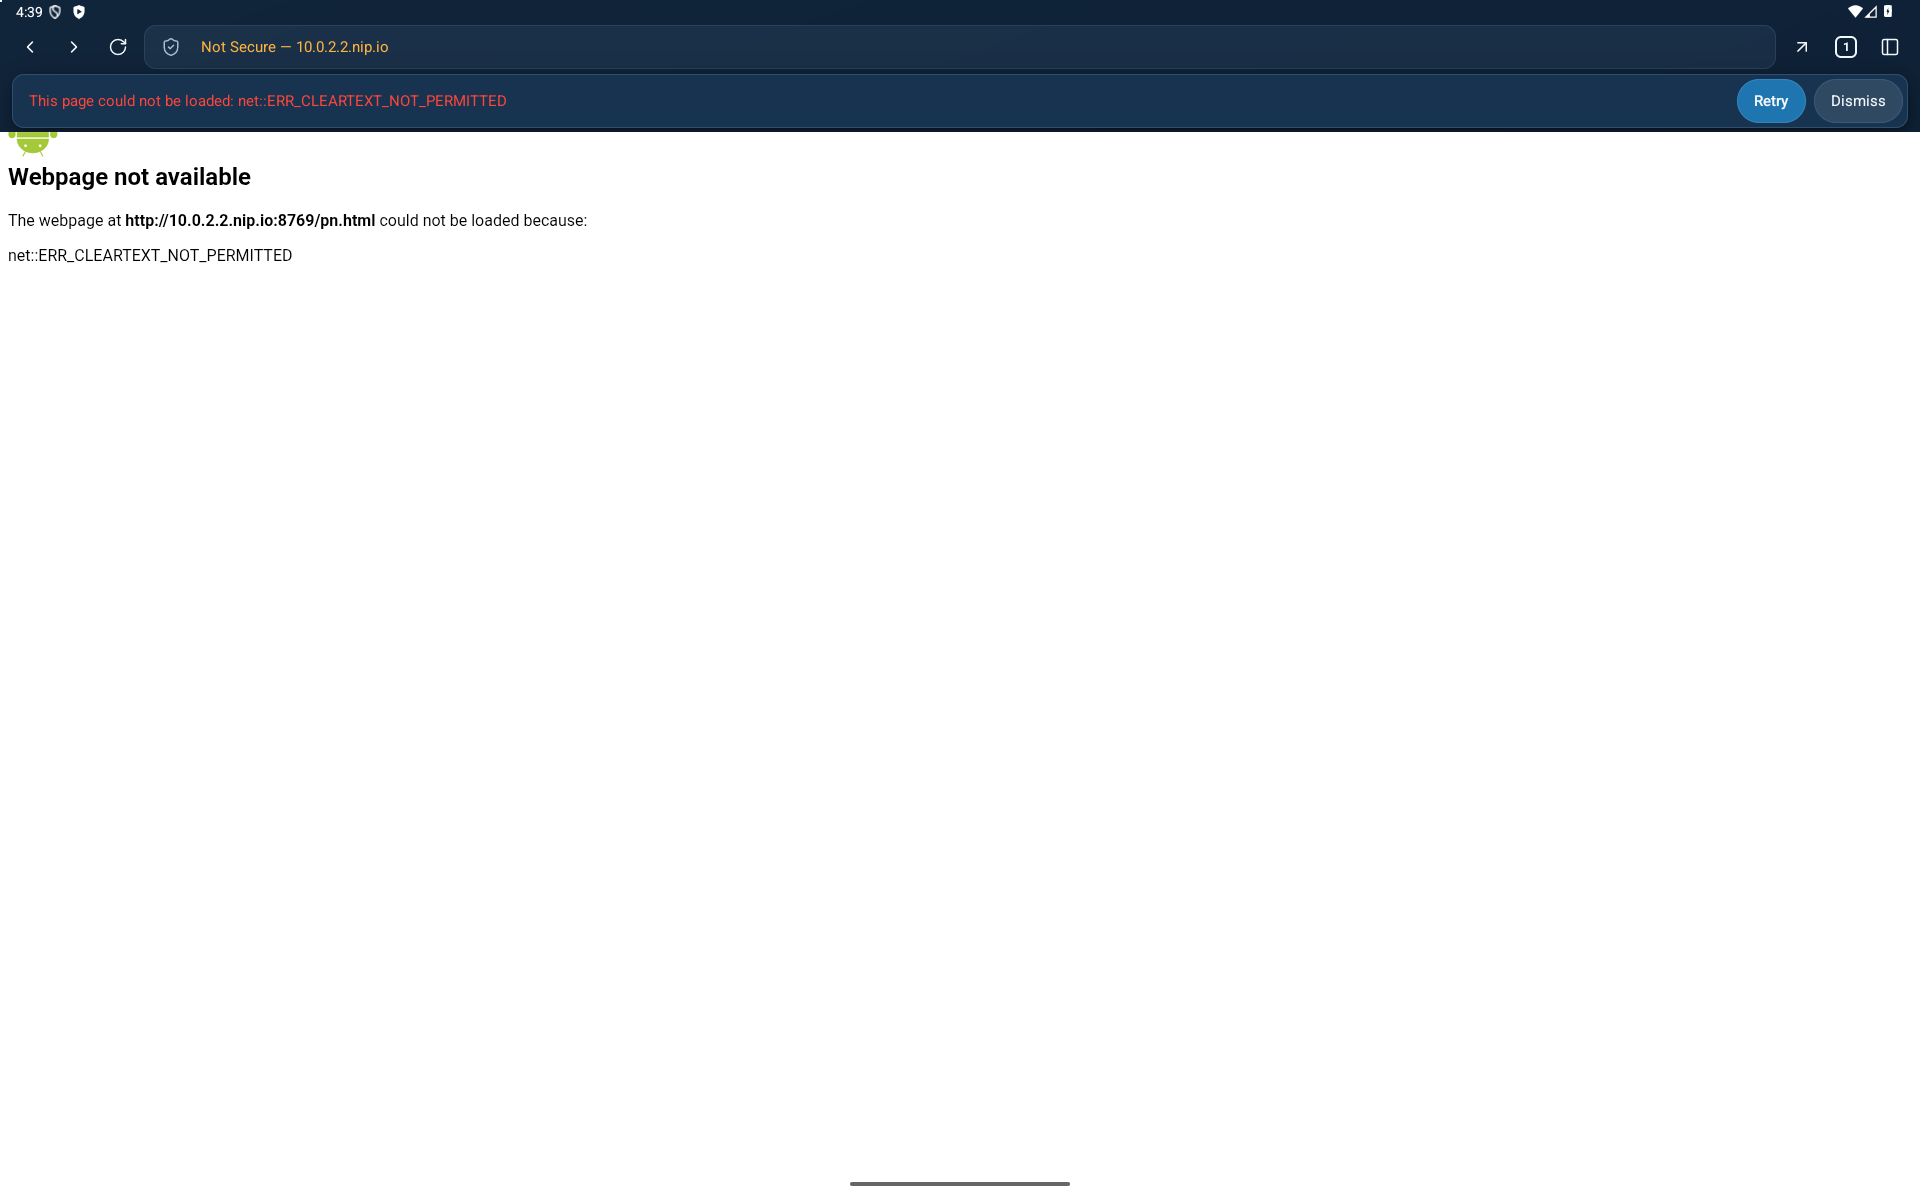 4:39
Not Secure — 10.0.2.2.nip.io
1
This page could not be loaded: net::ERR_CLEARTEXT_NOT_PERMITTED
Retry
Dismiss
Webpage not available
The webpage at http://10.0.2.2.nip.io:8769/pn.html could not be loaded because:
net::ERR_CLEARTEXT_NOT_PERMITTED